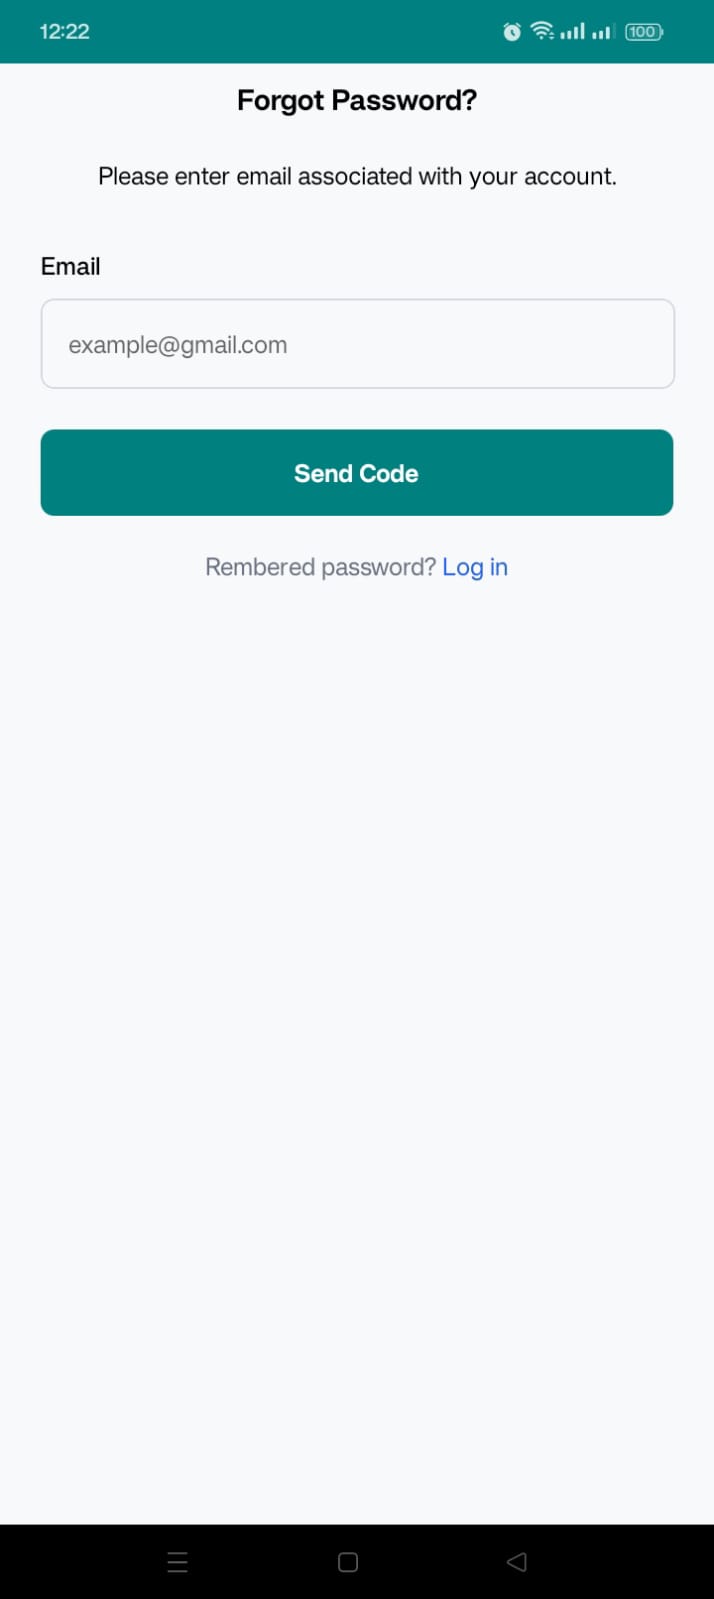 12:22
100
Forgot Password?
Please enter email associated with your account.
Email
example@gmail.com
Send Code
Rembered password? Log in